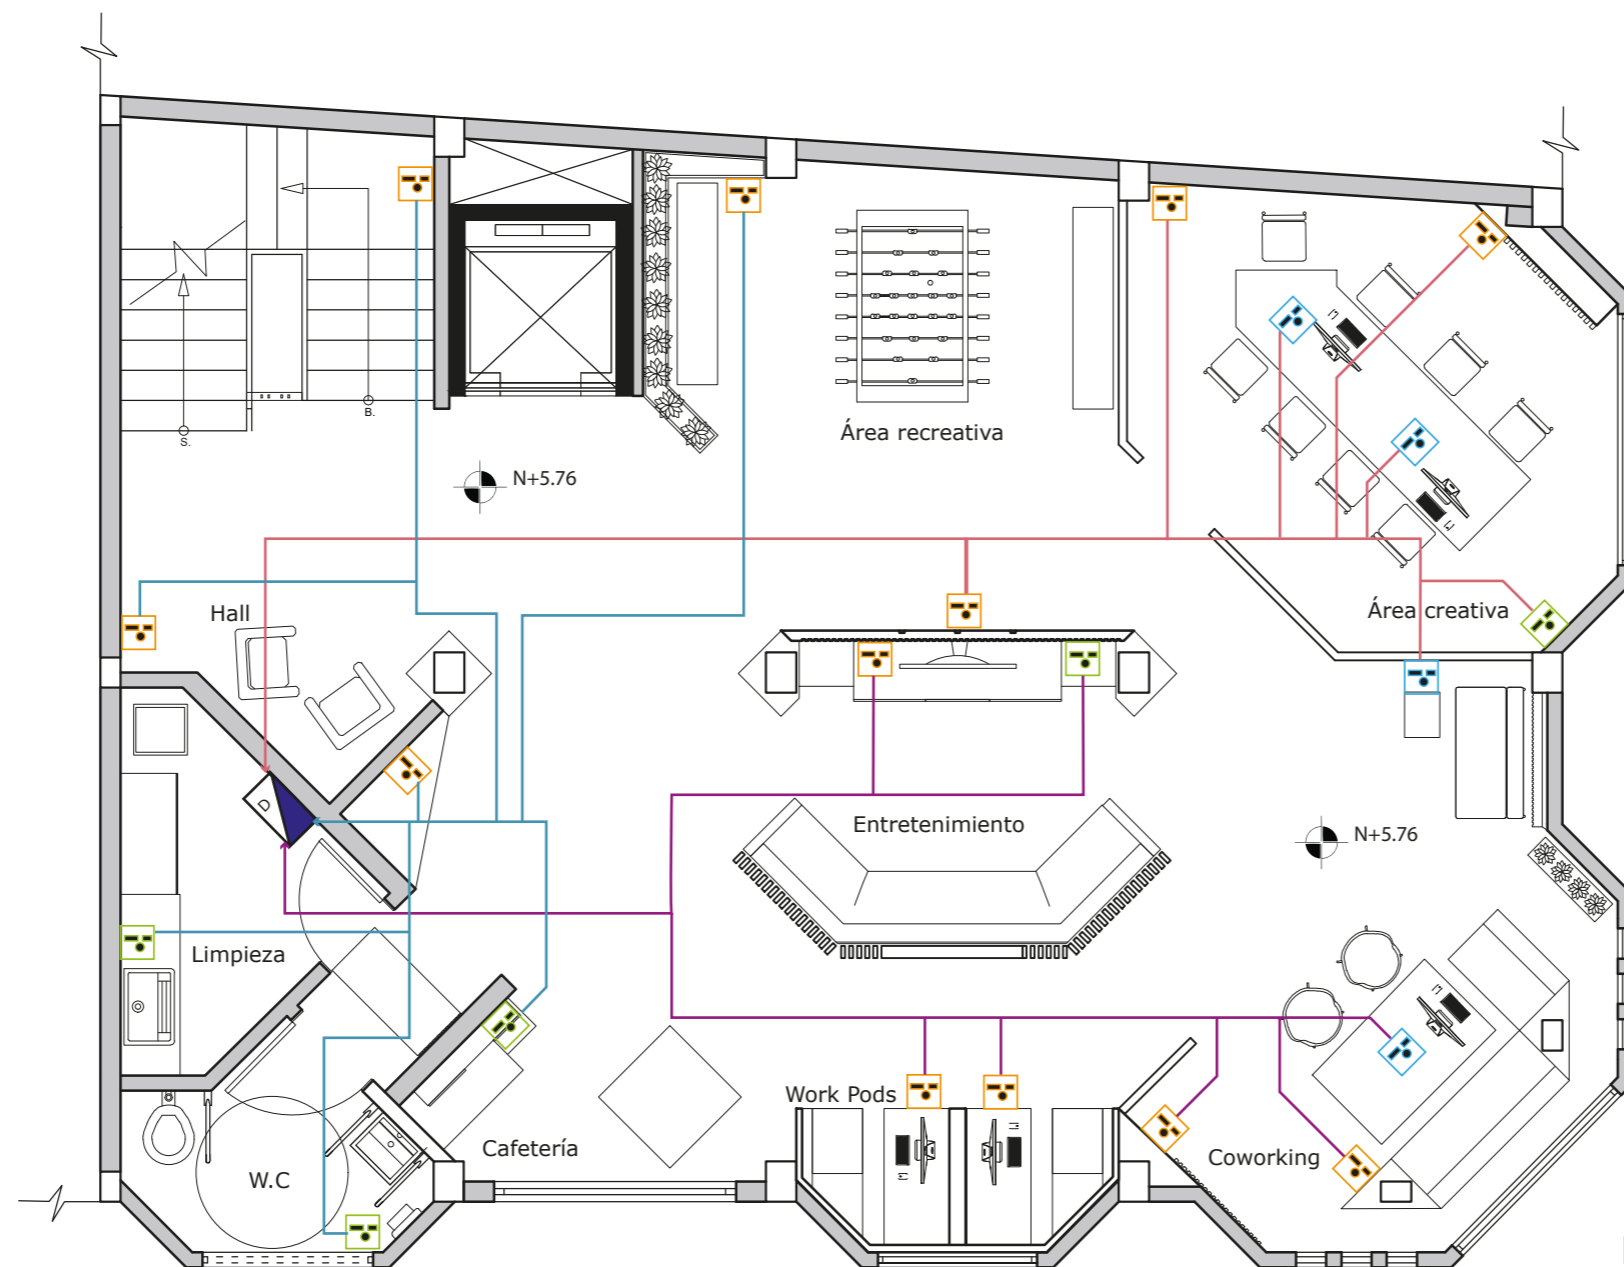 S.
B.
N+5.76
Área recreativa
Área creativa
Hall
D
Entretenimiento
N+5.76
Limpieza
Work Pods
Cafetería
Coworking
W.C